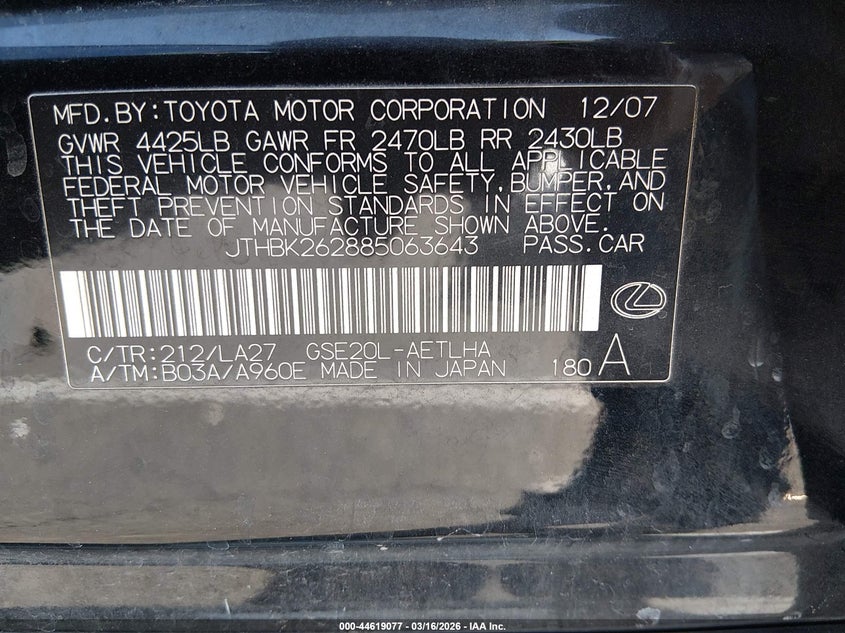 MFD.BY:TOYOTA MOTOR CORPORATION 12/07
GVWR 4425LB GAWR FR 2470LB RR 2430LB
THIS VEHICLE CONFORMS TO ALL APPLICABLE
FEDERAL MOTOR VEHICLE SAFETY,BUMPER,AND
THEFT PREVENTION STANDARDS IN EFFECT ON
THE DATE OF MANUFACTURE SHOWN ABOVE.
JTHBK262885063643 PASS.CAR
C/TR:212/LA27 GSE20L-AETLHA
A/TM:B03A/A960E MADE IN JAPAN 180 A
000-44619077 - 03/16/2026 - IAA Inc.